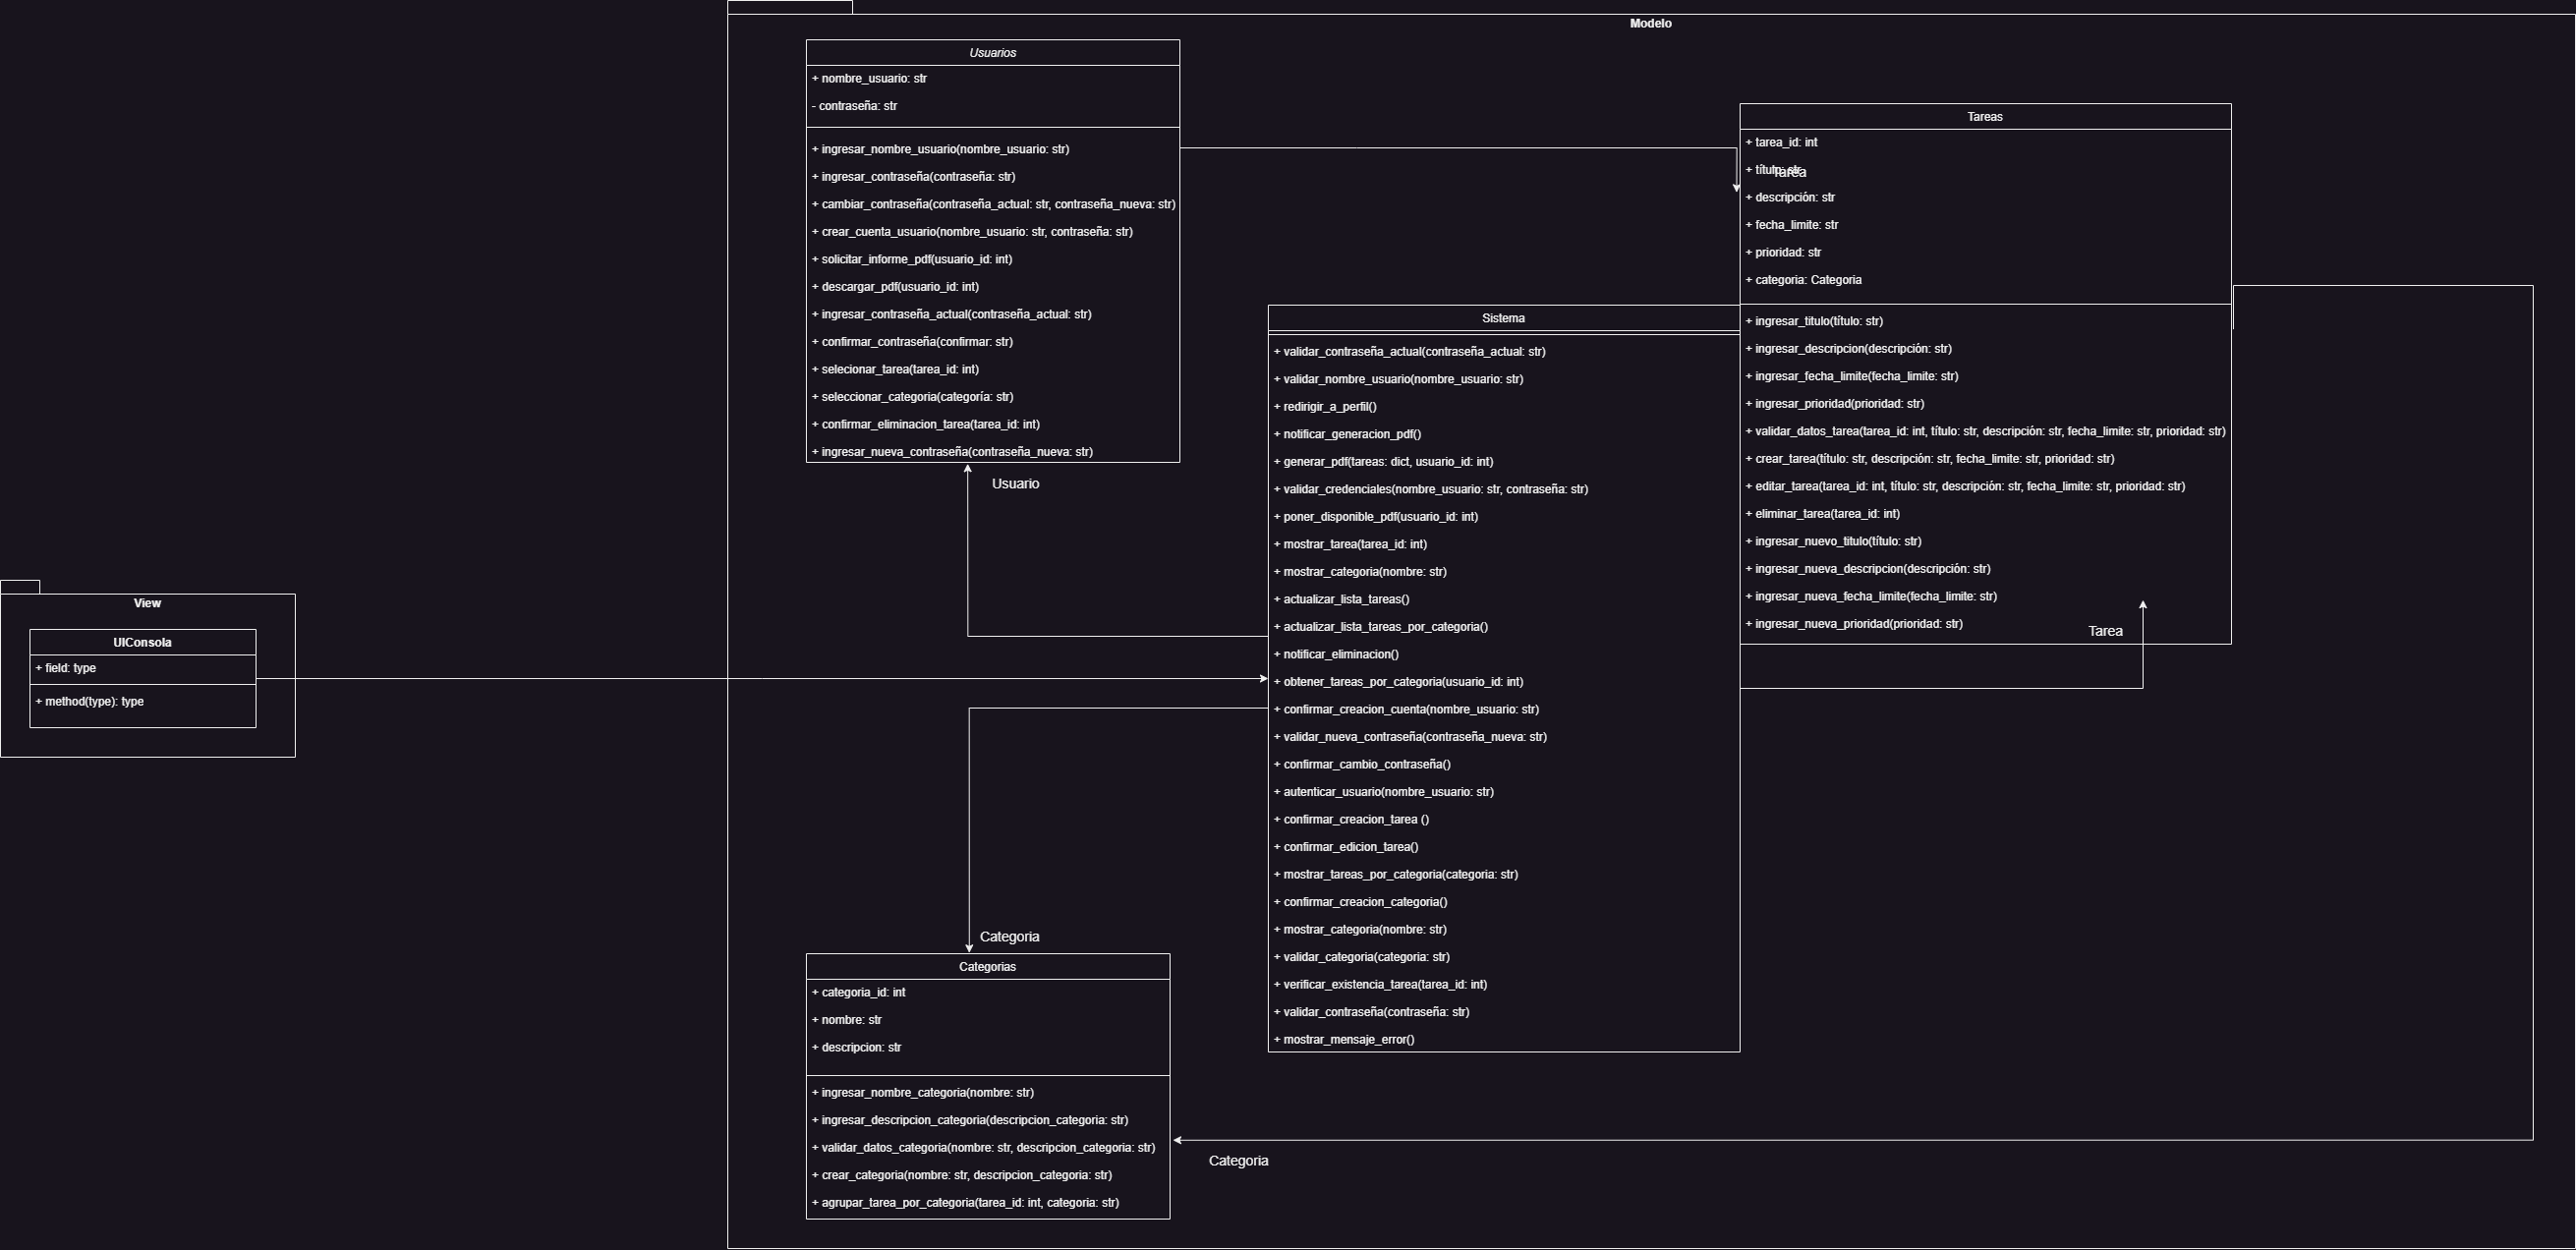 Modelo
Usuarios
+ nombre_usuario: str
- contraseña: str
+ ingresar_nombre_usuario(nombre_usuario: str)
+ ingresar_contraseña(contraseña: str)
+ cambiar_contraseña(contraseña_actual: str, contraseña_nueva: str)
+ crear_cuenta_usuario(nombre_usuario: str, contraseña: str)
+ solicitar_informe_pdf(usuario_id: int)
+ descargar_pdf(usuario_id: int)
+ ingresar_contraseña_actual(contraseña_actual: str)
+ confirmar_contraseña(confirmar: str)
+ selecionar_tarea(tarea_id: int)
+ seleccionar_categoria(categoría: str)
+ confirmar_eliminacion_tarea(tarea_id: int)
+ ingresar_nueva_contraseña(contraseña_nueva: str)
Usuario
Tareas
+ tarea_id: int
+ título: str
Tarea
+ descripción: str
+ fecha_limite: str
+ prioridad: str
+ categoria: Categoria
+ ingresar_titulo(título: str)
+ ingresar_descripcion(descripción: str)
+ ingresar_fecha_limite(fecha_limite: str)
+ ingresar_prioridad(prioridad: str)
+ validar_datos_tarea(tarea_id: int, título: str, descripción: str, fecha_limite: str, prioridad: str)
+ crear_tarea(título: str, descripción: str, fecha_limite: str, prioridad: str)
+ editar_tarea(tarea_id: int, título: str, descripción: str, fecha_limite: str, prioridad: str)
+ eliminar_tarea(tarea_id: int)
+ ingresar_nuevo_titulo(título: str)
+ ingresar_nueva_descripcion(descripción: str)
+ ingresar_nueva_fecha_limite(fecha_limite: str)
+ ingresar_nueva_prioridad(prioridad: str)
Tarea
Sistema
+ validar_contraseña_actual(contraseña_actual: str)
+ validar_nombre_usuario(nombre_usuario: str)
+ redirigir_a_perfil()
+ notificar_generacion_pdf()
+ generar_pdf(tareas: dict, usuario_id: int)
+ validar_credenciales(nombre_usuario: str, contraseña: str)
+ poner_disponible_pdf(usuario_id: int)
+ mostrar_tarea(tarea_id: int)
+ mostrar_categoria(nombre: str)
+ actualizar_lista_tareas()
+ actualizar_lista_tareas_por_categoria()
+ notificar_eliminacion()
+ obtener_tareas_por_categoria(usuario_id: int)
+ confirmar_creacion_cuenta(nombre_usuario: str)
+ validar_nueva_contraseña(contraseña_nueva: str)
+ confirmar_cambio_contraseña()
+ autenticar_usuario(nombre_usuario: str)
+ confirmar_creacion_tarea ()
+ confirmar_edicion_tarea()
+ mostrar_tareas_por_categoria(categoria: str)
+ confirmar_creacion_categoria()
+ mostrar_categoria(nombre: str)
+ validar_categoria(categoria: str)
+ verificar_existencia_tarea(tarea_id: int)
+ validar_contraseña(contraseña: str)
+ mostrar_mensaje_error()
View
UIConsola
+ field: type
+ method(type): type
Categoria
Categorias
+ categoria_id: int
+ nombre: str
+ descripcion: str
+ ingresar_nombre_categoria(nombre: str)
+ ingresar_descripcion_categoria(descripcion_categoria: str)
+ validar_datos_categoria(nombre: str, descripcion_categoria: str)
+ crear_categoria(nombre: str, descripcion_categoria: str)
+ agrupar_tarea_por_categoria(tarea_id: int, categoria: str)
Categoria